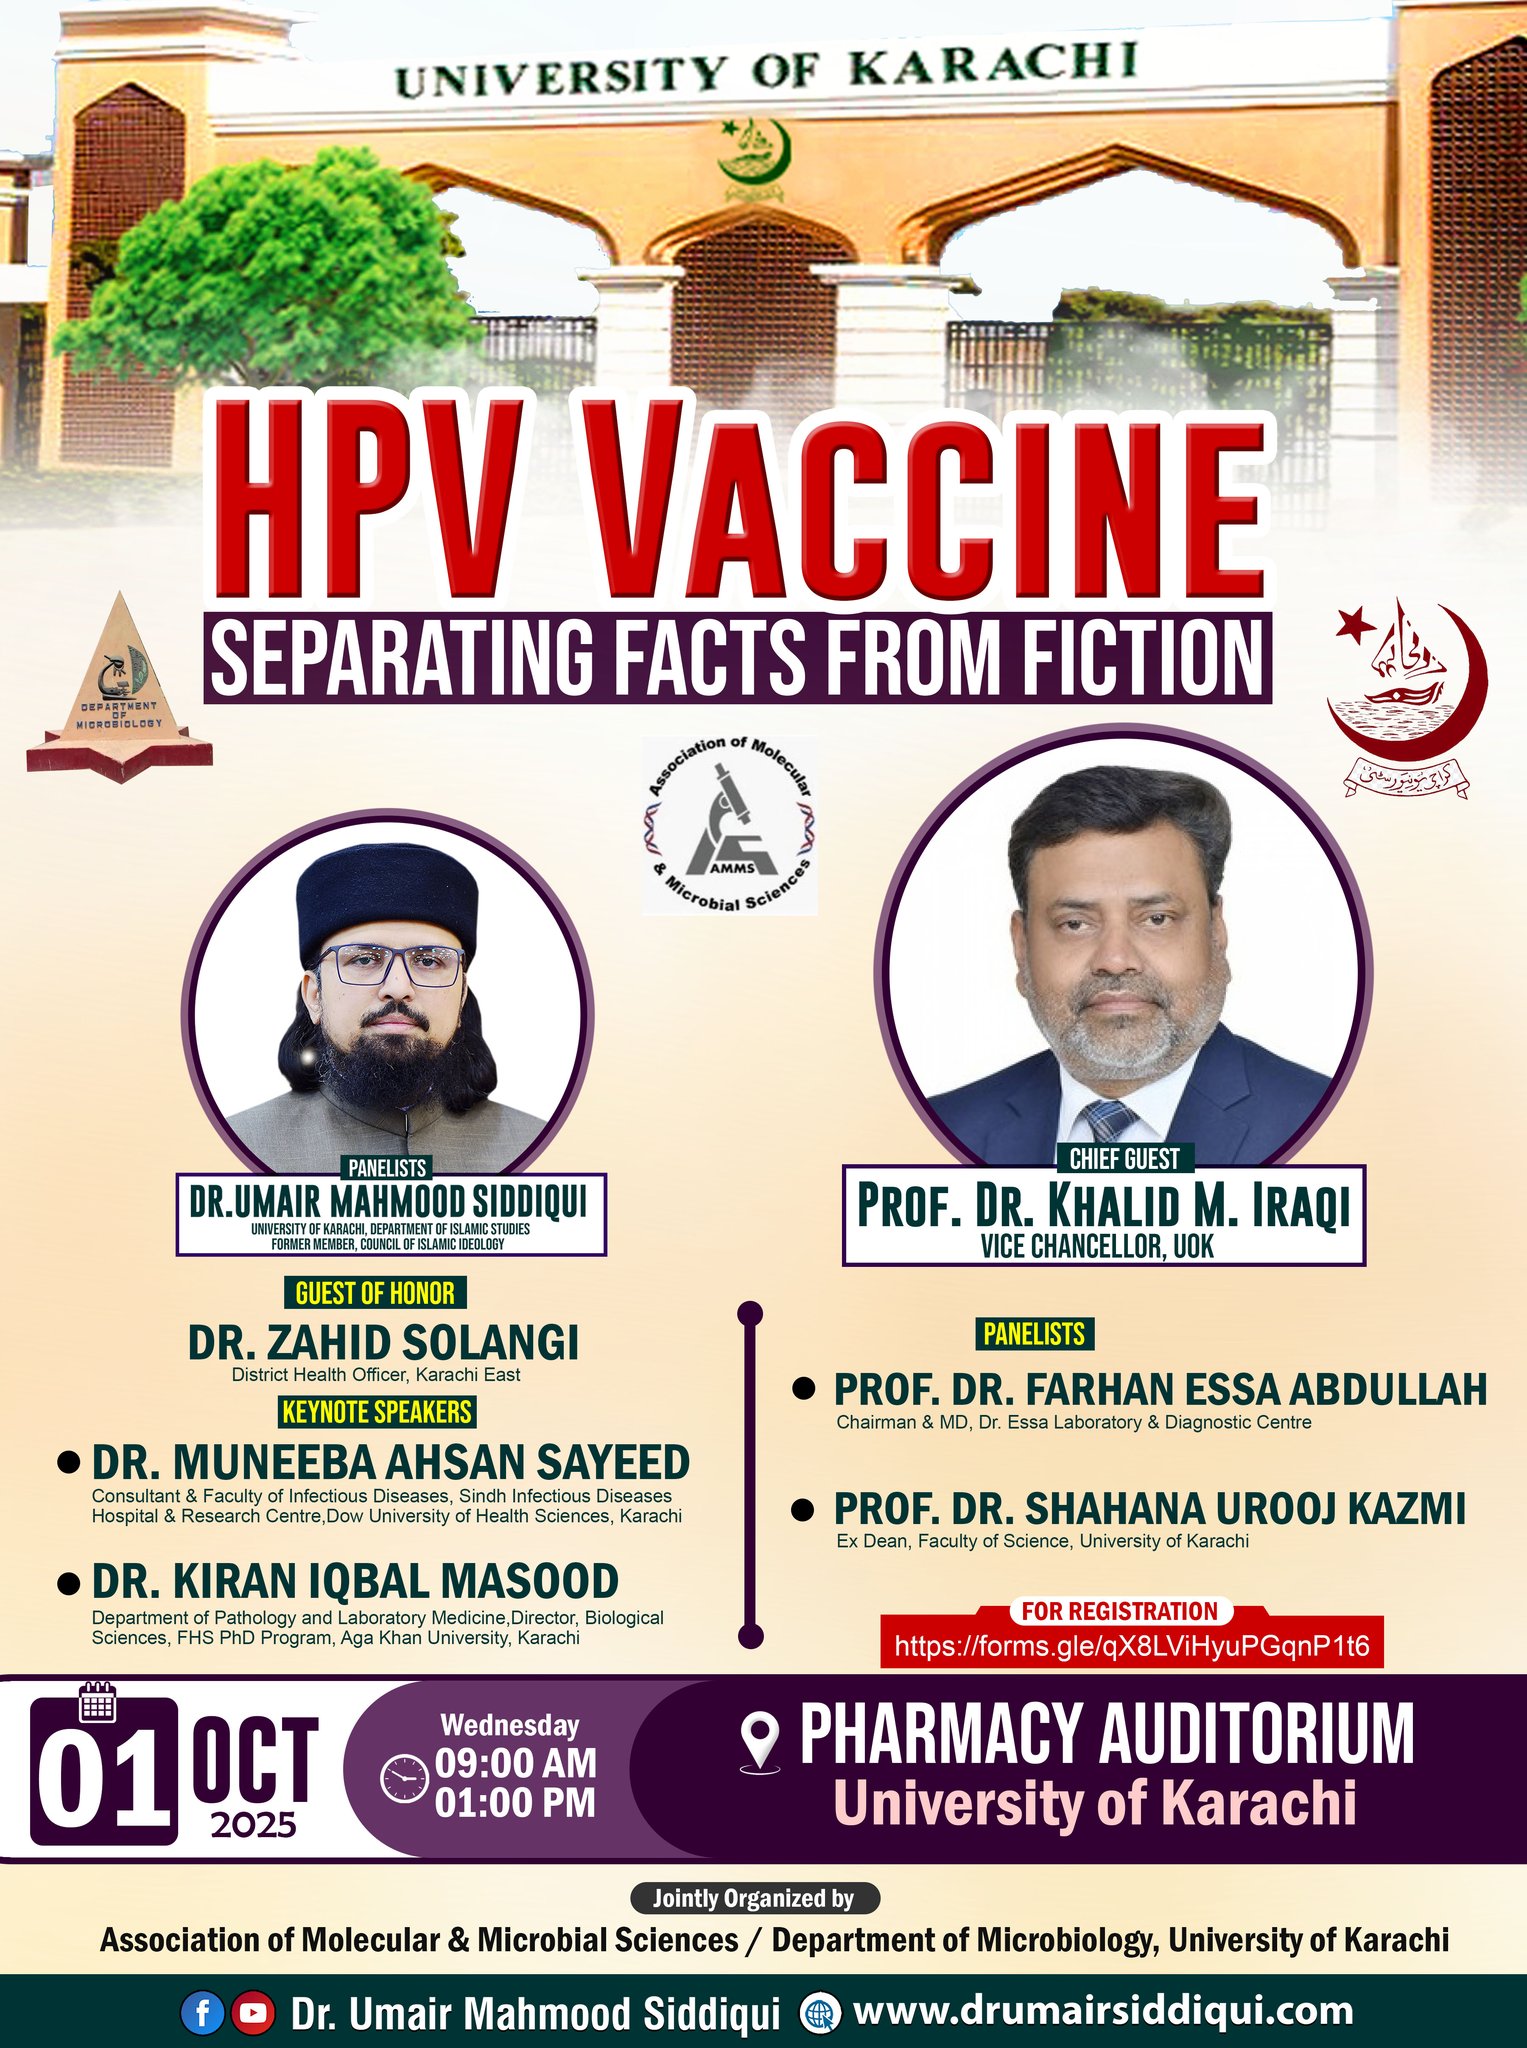 UNIVERSITY OF KARACHI
HPV VACCINE
SEPARATING FACTS FROM FICTION
DEPARTMENT
OF
MICROBIOLOGY
Association of Molecular
& Microbial Sciences
AMMS
کراچی یونیورسٹی
PANELISTS
DR.UMAIR MAHMOOD SIDDIQUI
UNIVERSITY OF KARACHI, DEPARTMENT OF ISLAMIC STUDIES
FORMER MEMBER, COUNCIL OF ISLAMIC IDEOLOGY
CHIEF GUEST
PROF. DR. KHALID M. IRAQI
VICE CHANCELLOR, UOK
GUEST OF HONOR
DR. ZAHID SOLANGI
District Health Officer, Karachi East
KEYNOTE SPEAKERS
DR. MUNEEBA AHSAN SAYEED
Consultant & Faculty of Infectious Diseases, Sindh Infectious Diseases
Hospital & Research Centre,Dow University of Health Sciences, Karachi
DR. KIRAN IQBAL MASOOD
Department of Pathology and Laboratory Medicine,Director, Biological
Sciences, FHS PhD Program, Aga Khan University, Karachi
PANELISTS
PROF. DR. FARHAN ESSA ABDULLAH
Chairman & MD, Dr. Essa Laboratory & Diagnostic Centre
PROF. DR. SHAHANA UROOJ KAZMI
Ex Dean, Faculty of Science, University of Karachi
FOR REGISTRATION
https://forms.gle/qX8LViHyuPGqnP1t6
01
OCT
2025
Wednesday
09:00 AM
01:00 PM
PHARMACY AUDITORIUM
University of Karachi
Jointly Organized by
Association of Molecular & Microbial Sciences / Department of Microbiology, University of Karachi
Dr. Umair Mahmood Siddiqui
www.drumairsiddiqui.com